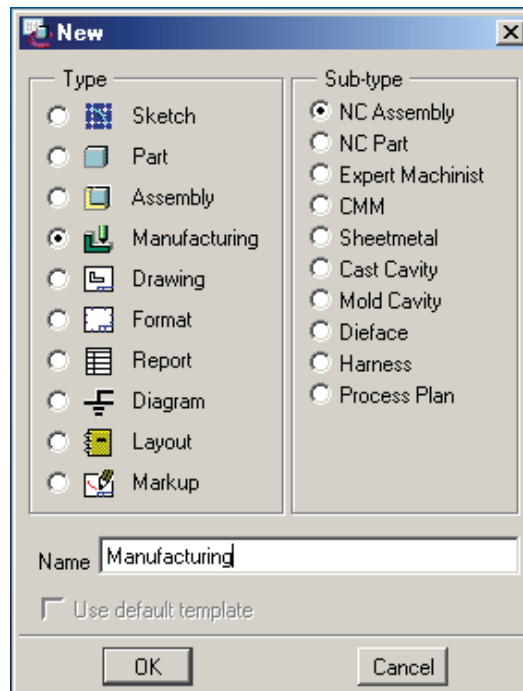 New
Type
Sketch
Part
Assembly
Manufacturing
Drawing
Format
Report
Diagram
Layout
Markup
Sub-type
NC Assembly
NC Part
Expert Machinist
CMM
Sheetmetal
Cast Cavity
Mold Cavity
Dieface
Harness
Process Plan
Name Manufacturing
Use default template
OK Cancel